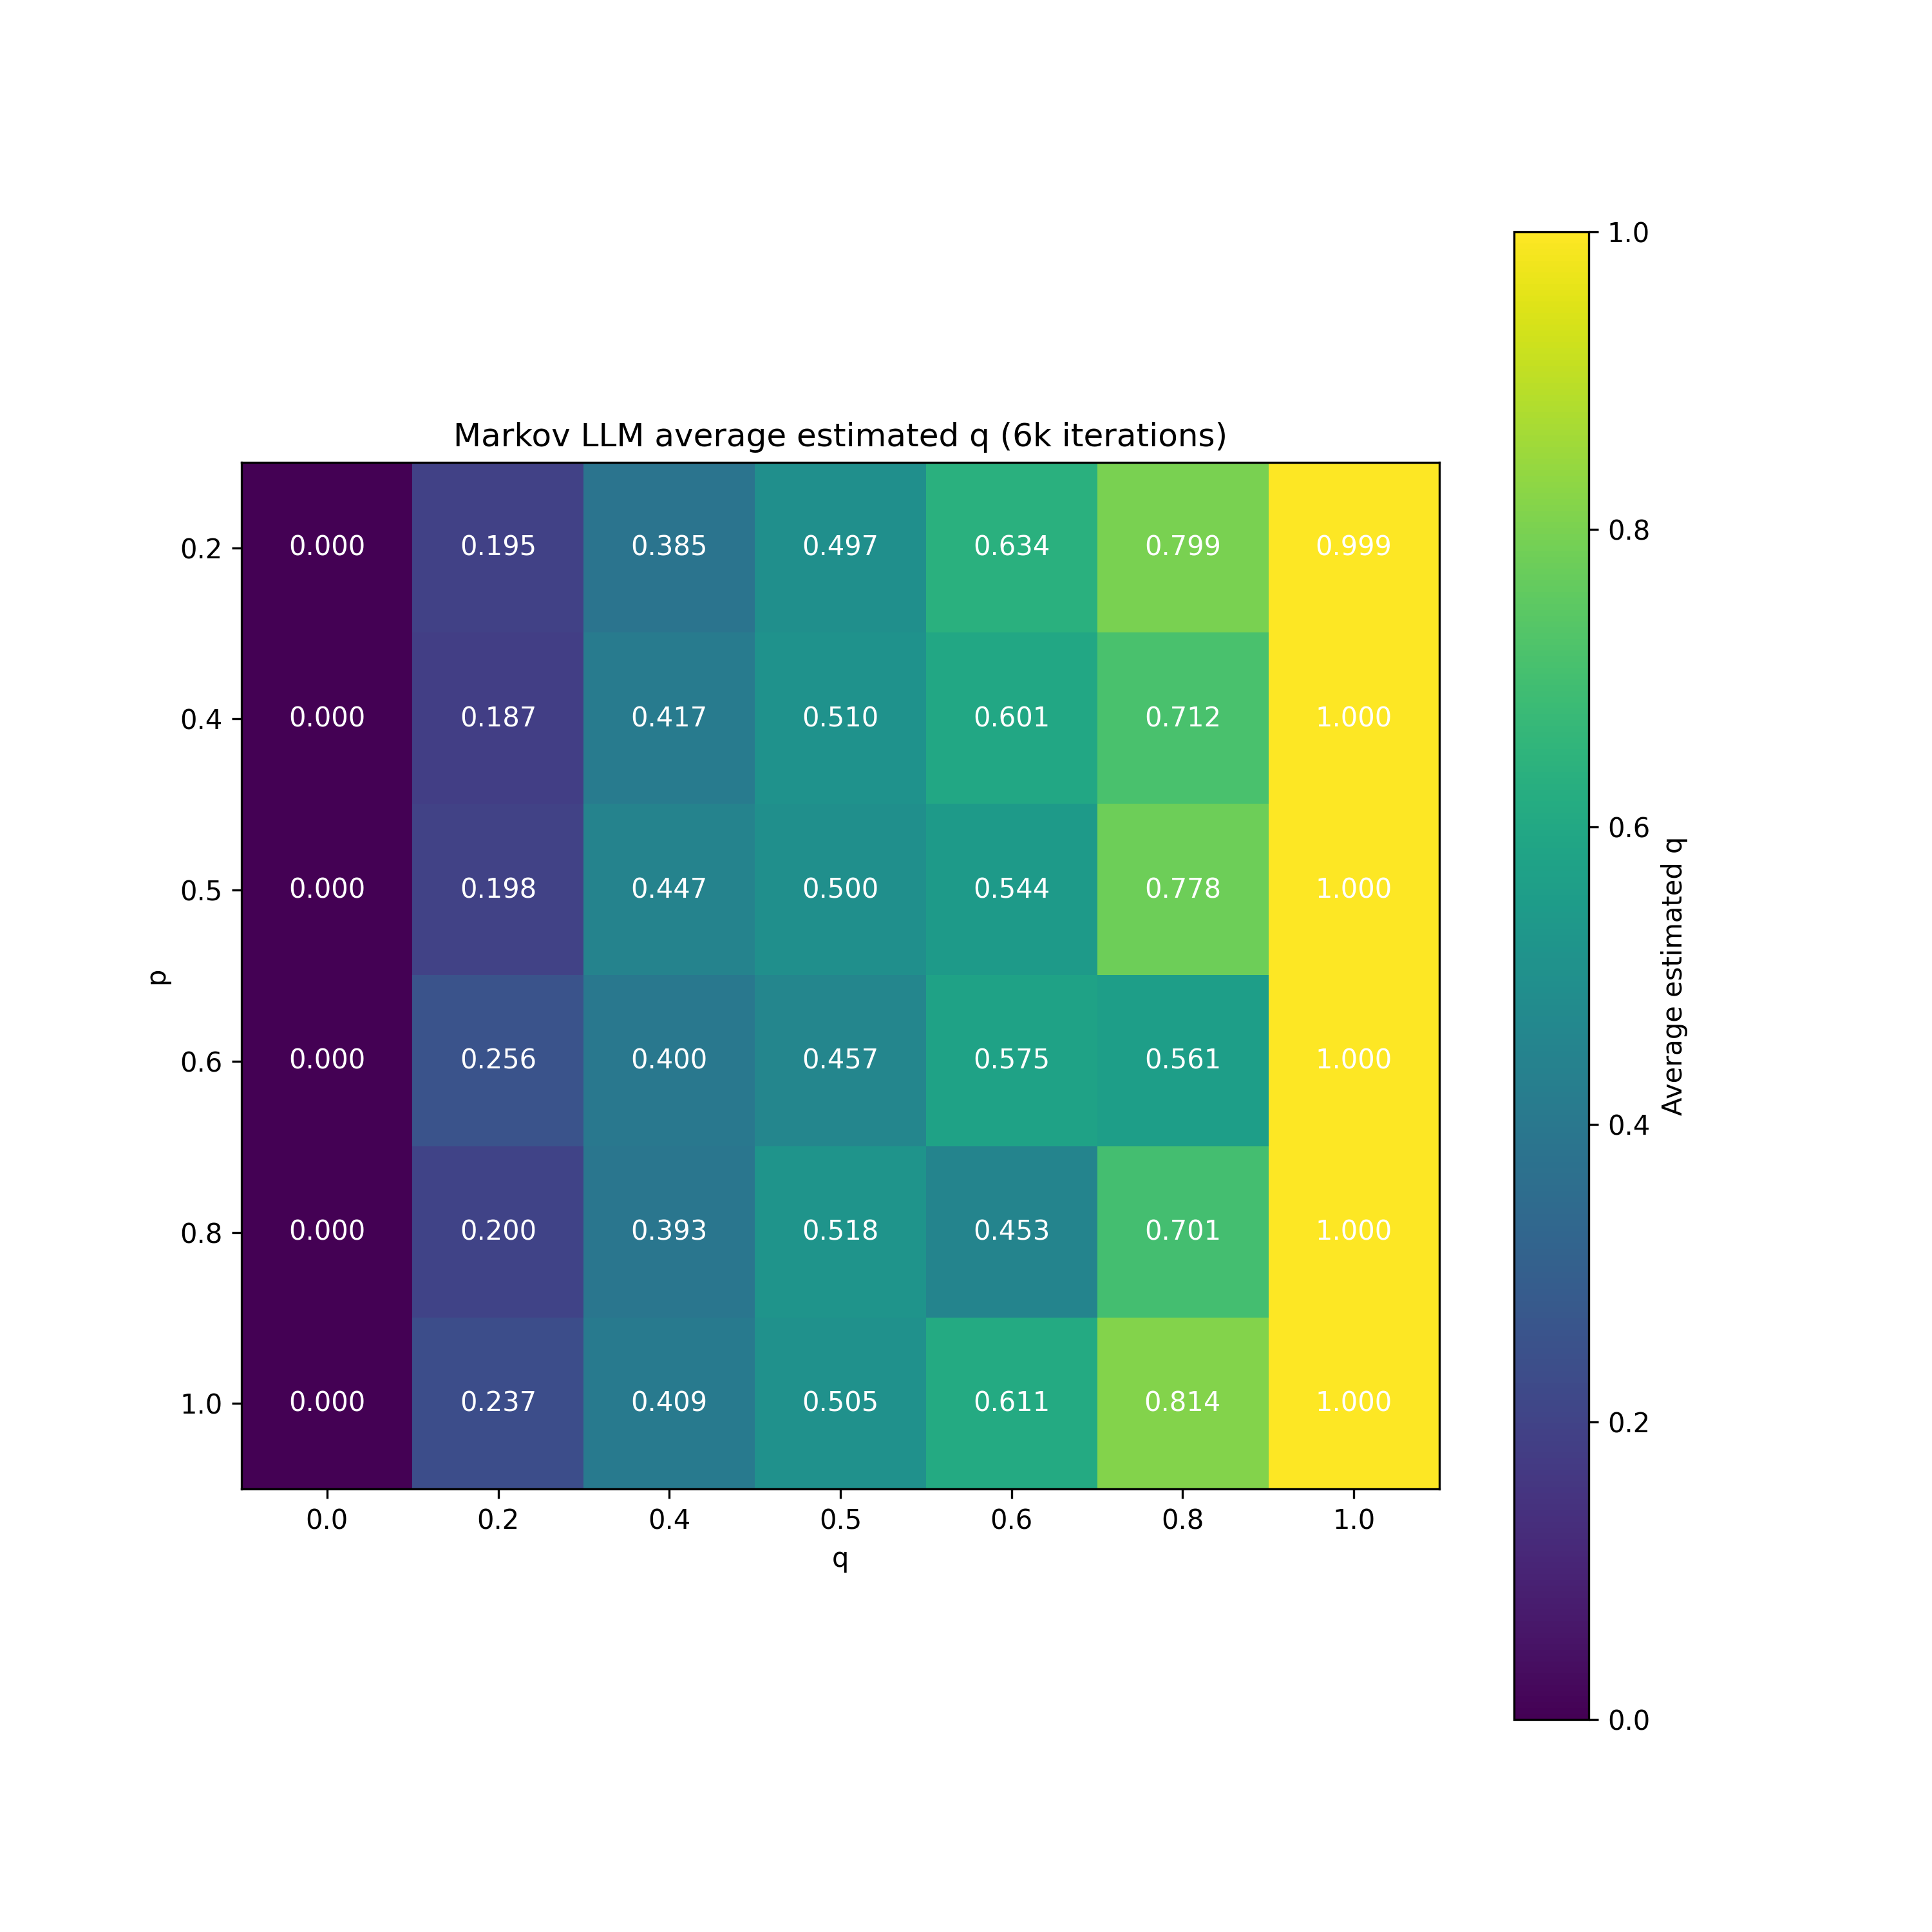 Markov LLM average estimated q (6k iterations)
0.2 0.000 0.195 0.385 0.497 0.634 0.799 0.999
0.4 0.000 0.187 0.417 0.510 0.601 0.712 1.000
0.5 0.000 0.198 0.447 0.500 0.544 0.778 1.000
0.6 0.000 0.256 0.400 0.457 0.575 0.561 1.000
0.8 0.000 0.200 0.393 0.518 0.453 0.701 1.000
1.0 0.000 0.237 0.409 0.505 0.611 0.814 1.000
p
0.0 0.2 0.4 0.5 0.6 0.8 1.0
q
1.0
0.8
0.6
0.4
0.2
0.0
Average estimated q